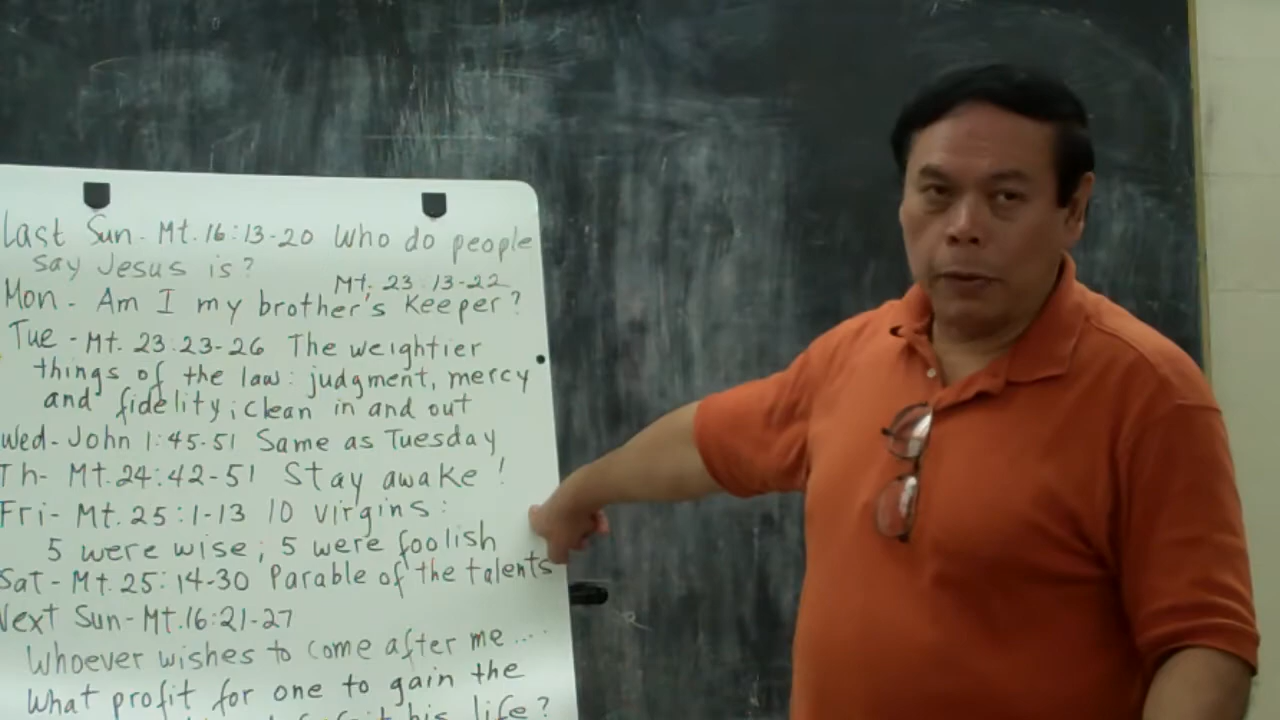 Last Sun- Mt. 16:13-20 Who do people
say Jesus is?
Mt. 23:13-22
Mon - Am I my brother's keeper?
Tue - Mt. 23:23-26 The weightier
things of the law: judgment, mercy
and fidelity; clean in and out
Wed- John 1:45-51 Same as Tuesday
Th- Mt. 24:42-51 Stay awake!
Fri- Mt. 25:1-13 10 virgins:
5 were wise; 5 were foolish
Sat- Mt. 25:14-30 Parable of the talents
Next Sun- Mt. 16:21-27
Whoever wishes to come after me....
What profit for one to gain the
his life?